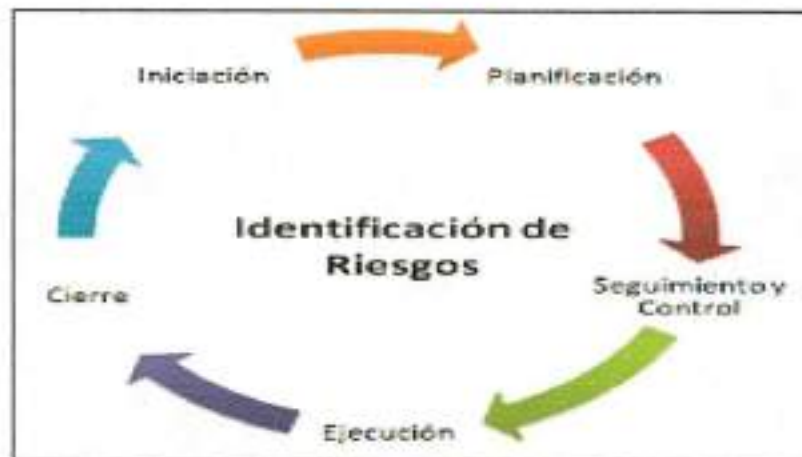 Iniciación
Planificación
Identificación de
Riesgos
Seguimiento y
Control
Ejecución
Cierre